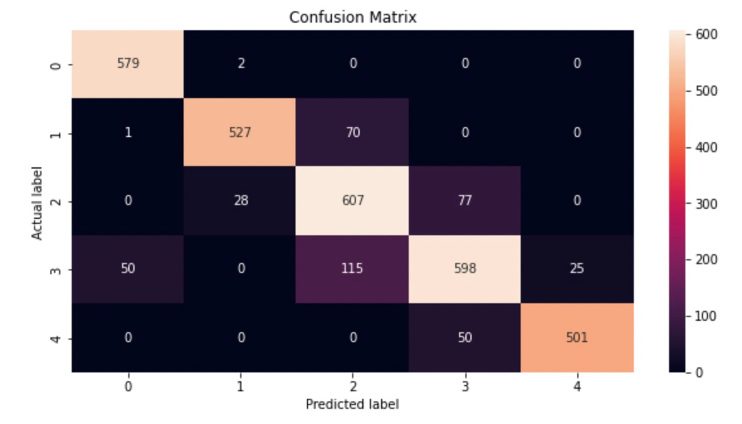 Confusion Matrix
Actual label
0 579 2 0 0 0
1 1 527 70 0 0
2 0 28 607 77 0
3 50 0 115 598 25
4 0 0 0 50 501
0 1 2 3 4
Predicted label
600
500
400
300
200
100
0